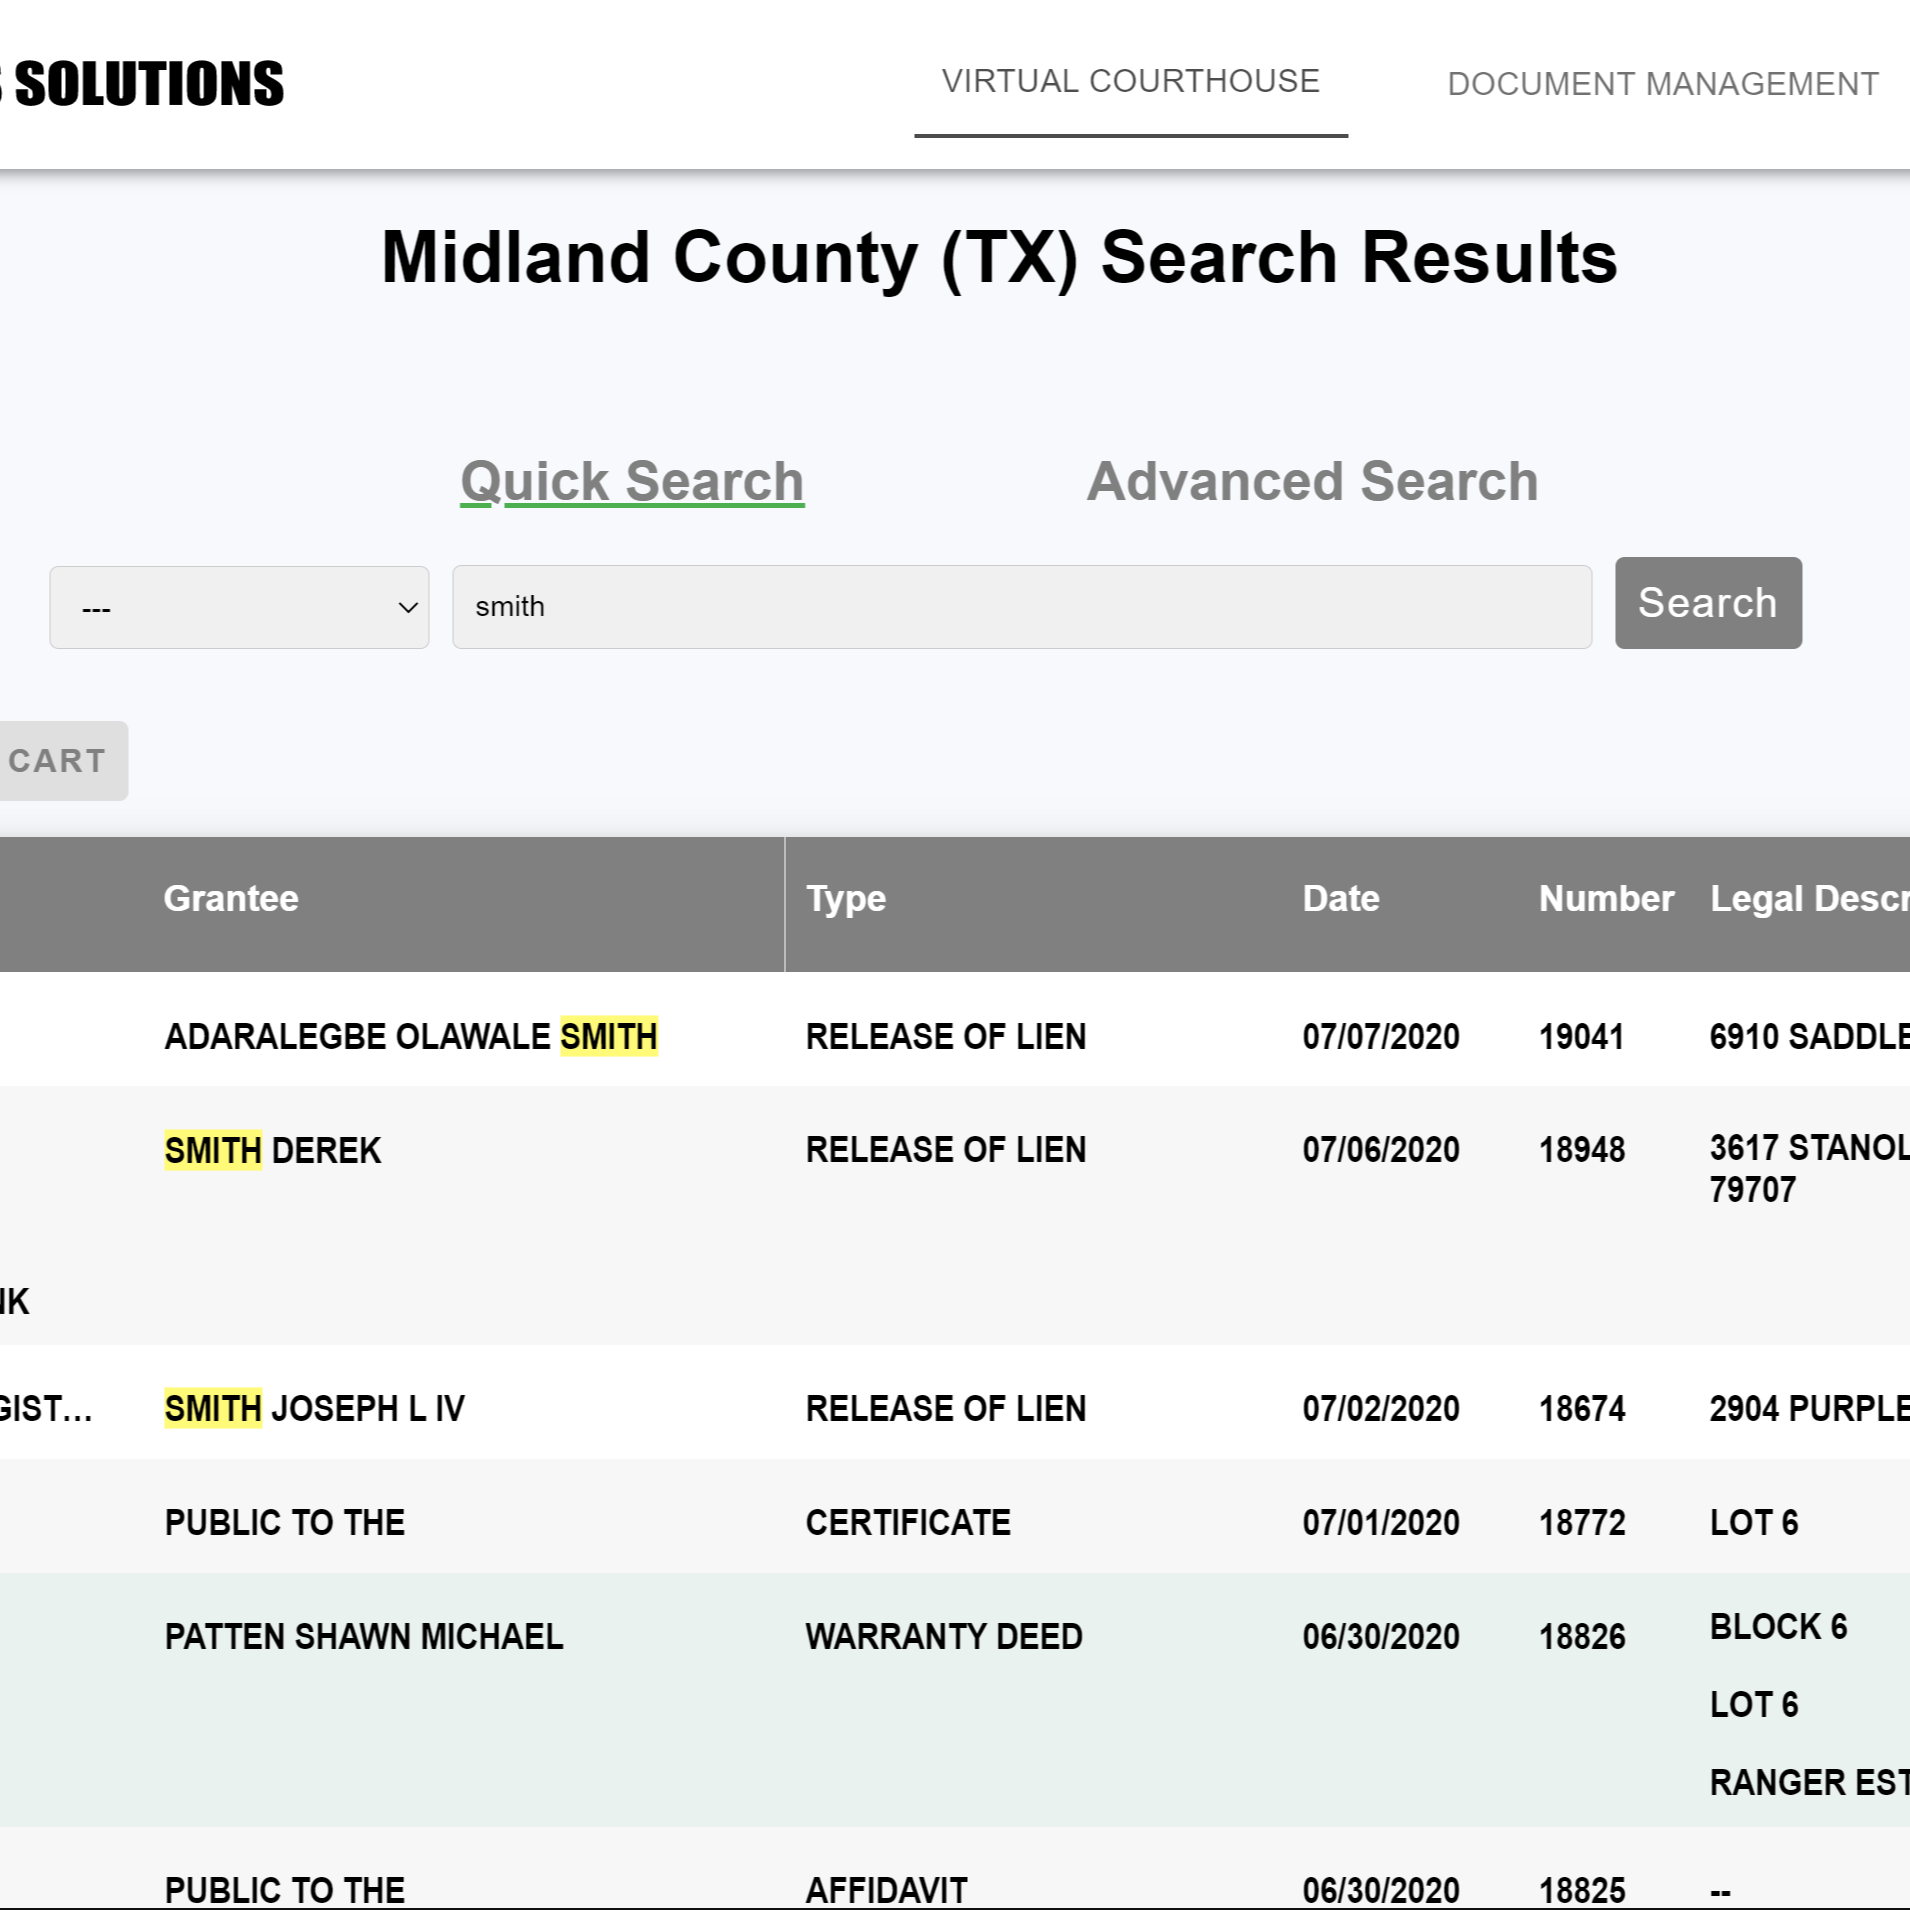 SOLUTIONS
VIRTUAL COURTHOUSE
DOCUMENT MANAGEMENT
Midland County (TX) Search Results
Quick Search
Advanced Search
---
smith
Search
CART
Grantee Type Date Number Legal Descr
ADARALEGBE OLAWALE SMITH RELEASE OF LIEN 07/07/2020 19041 6910 SADDLE
SMITH DEREK RELEASE OF LIEN 07/06/2020 18948 3617 STANOL
79707
NK
GIST... SMITH JOSEPH L IV RELEASE OF LIEN 07/02/2020 18674 2904 PURPLE
PUBLIC TO THE CERTIFICATE 07/01/2020 18772 LOT 6
PATTEN SHAWN MICHAEL WARRANTY DEED 06/30/2020 18826 BLOCK 6
LOT 6
RANGER EST
PUBLIC TO THE AFFIDAVIT 06/30/2020 18825 --